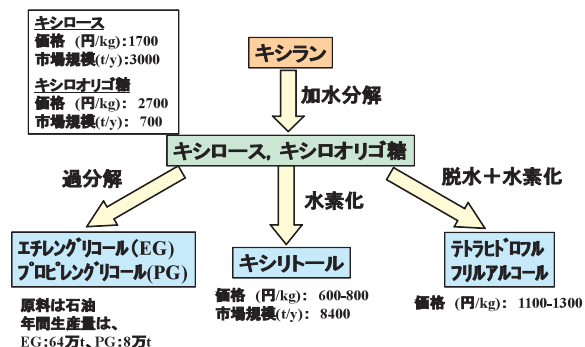 キシロース
価格 (円/kg):1700
市場規模(t/y):3000
キシロオリゴ糖
価格 (円/kg): 2700
市場規模(t/y): 700
キシラン
加水分解
キシロース, キシロオリゴ糖
過分解
水素化
脱水＋水素化
エチレングリコール(EG)
プロピレングリコール(PG)
キシリトール
テトラヒドロフル
フリルアルコール
原料は石油
年間生産量は、
EG:64万t、PG:8万t
価格 (円/kg): 600-800
市場規模(t/y): 8400
価格 (円/kg): 1100-1300